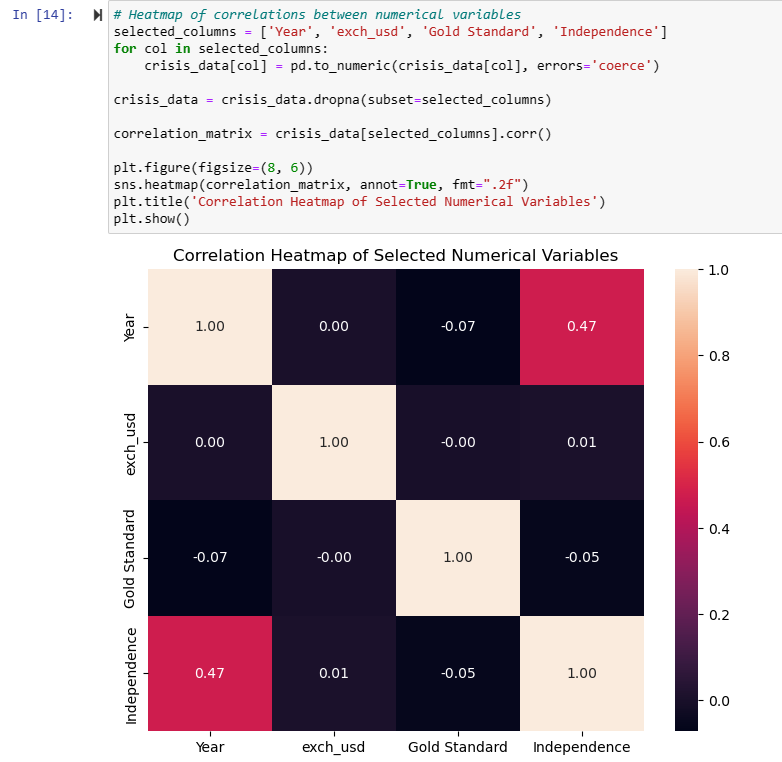 In [14]:
# Heatmap of correlations between numerical variables
selected_columns = ['Year', 'exch_usd', 'Gold Standard', 'Independence']
for col in selected_columns:
    crisis_data[col] = pd.to_numeric(crisis_data[col], errors='coerce')
crisis_data = crisis_data.dropna(subset=selected_columns)
correlation_matrix = crisis_data[selected_columns].corr()
plt.figure(figsize=(8, 6))
sns.heatmap(correlation_matrix, annot=True, fmt=".2f")
plt.title('Correlation Heatmap of Selected Numerical Variables')
plt.show()
Correlation Heatmap of Selected Numerical Variables
Year
1.00 0.00 -0.07 0.47
exch_usd
0.00 1.00 -0.00 0.01
Gold Standard
-0.07 -0.00 1.00 -0.05
Independence
0.47 0.01 -0.05 1.00
Year exch_usd Gold Standard Independence
1.0
0.8
0.6
0.4
0.2
0.0